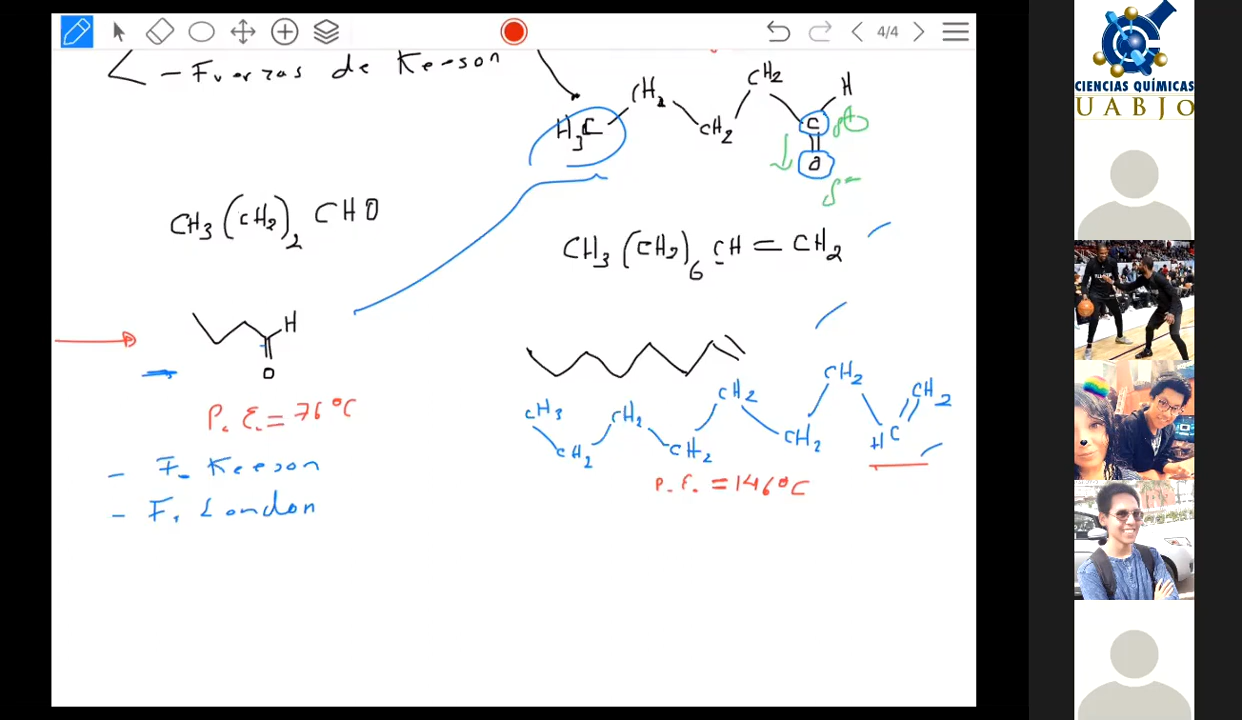 4/4
- Fuerzas de Keeson
H₃C CH₂ CH₂ CH₂ C H
O
δ⊕
δ⁻
CH₃(CH₂)₂ CHO
CH₃(CH₂)₆ CH = CH₂
H
O
P. E. = 76°C
- F. Keeson
- F. London
CH₃ CH₂ CH₂ CH₂ CH₂ CH₂ CH₂ HC CH₂
P. E. = 146°C
CIENCIAS QUÍMICAS
UABJO